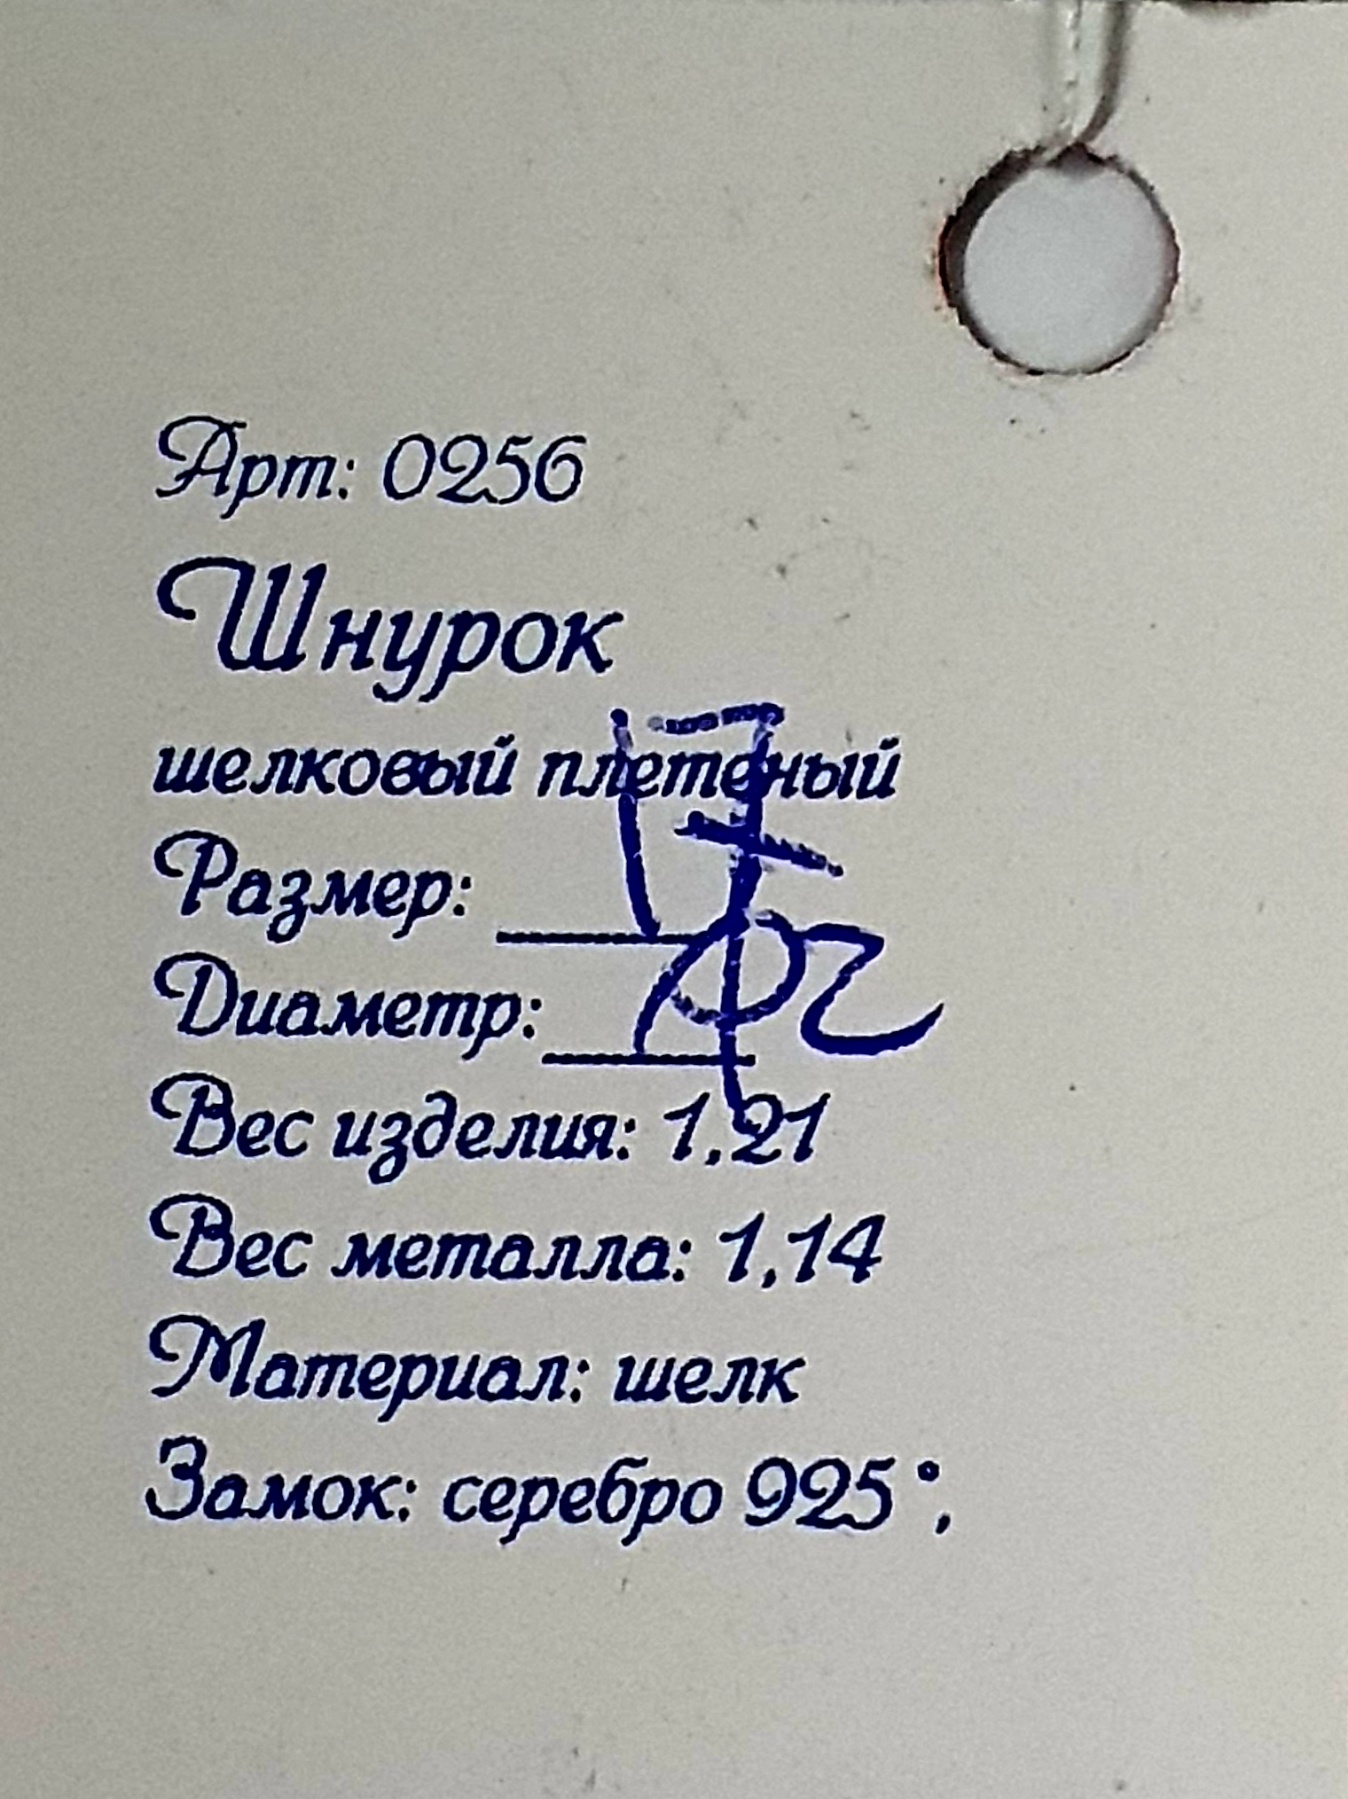 Арт: 0256
Шнурок
шелковый плетеный
Размер:
Диаметр:
Вес изделия: 1.21
Вес металла: 1,14
Материал: шелк
Замок: серебро 925°,